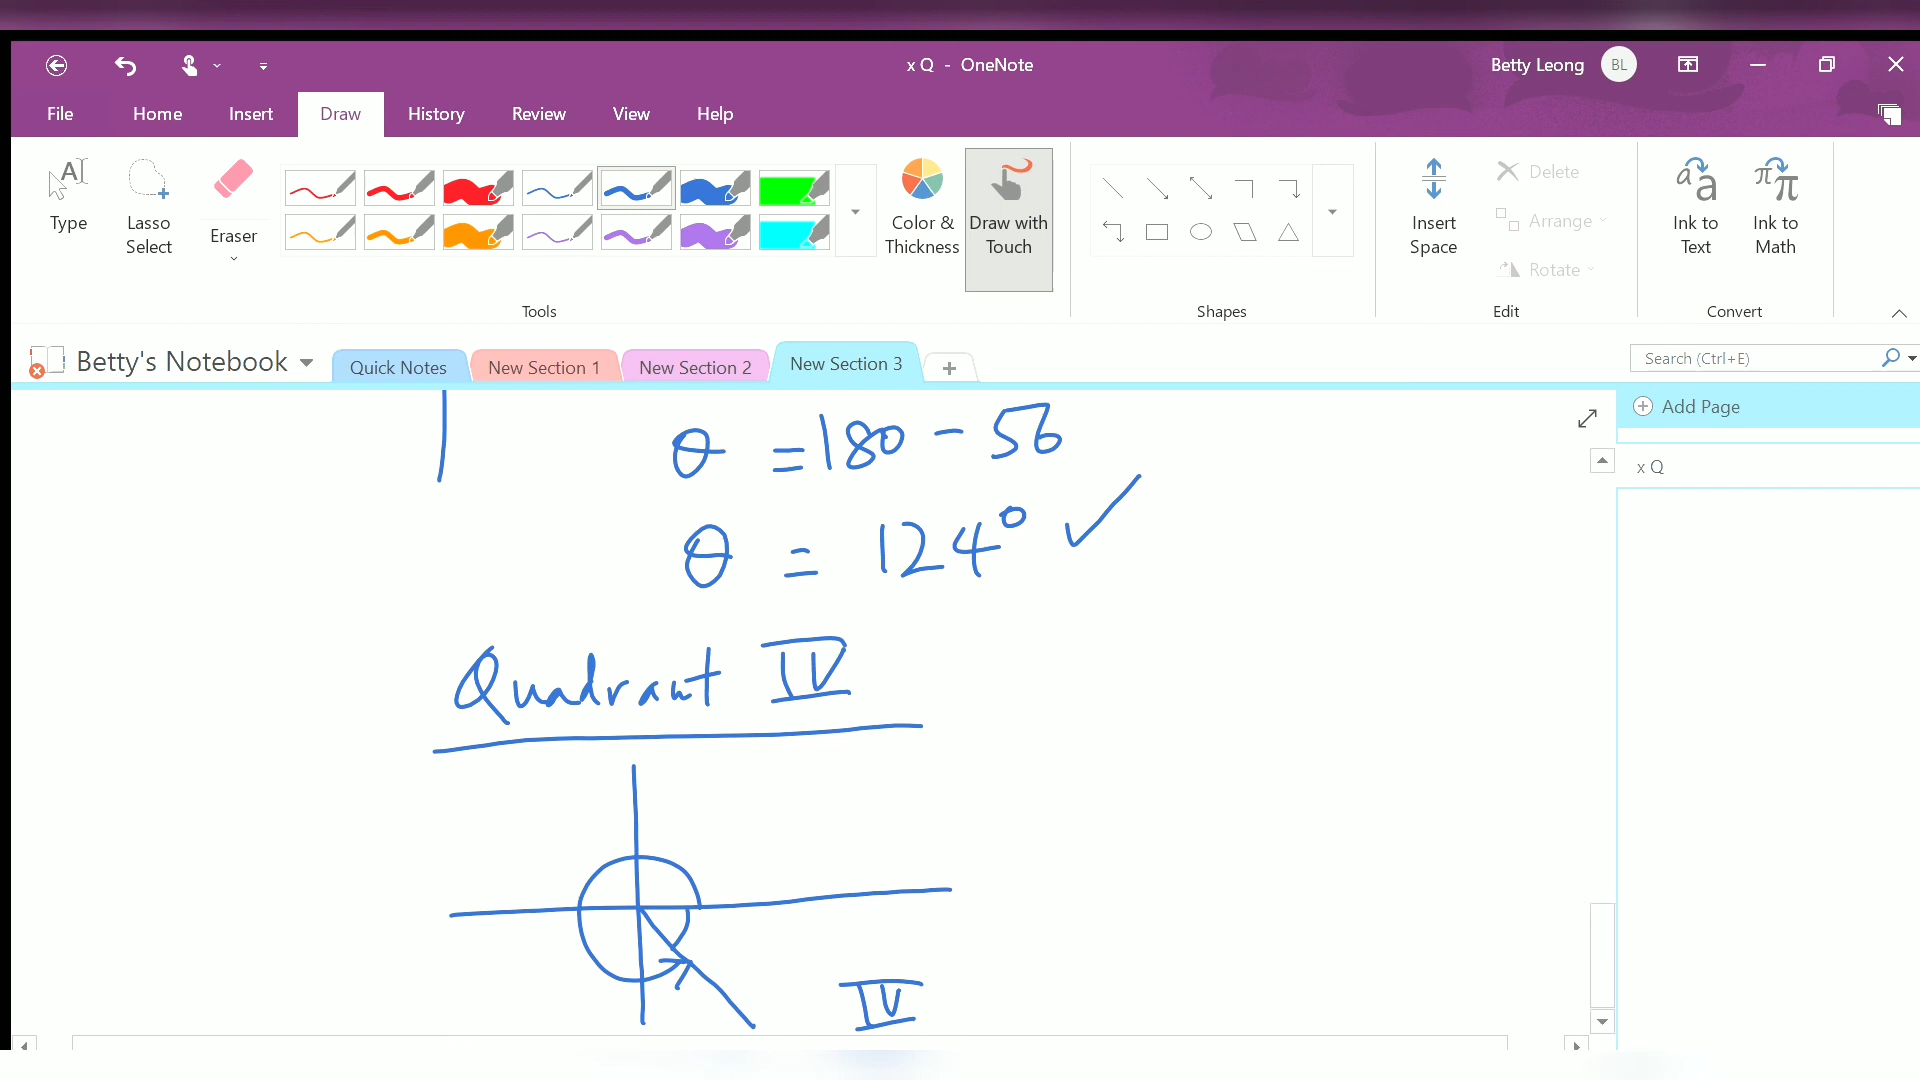 x Q - OneNote
Betty Leong
BL
File Home Insert Draw History Review View Help
Type
Lasso Select
Eraser
Color & Thickness
Draw with Touch
Insert Space
Delete
Arrange
Rotate
Ink to Text
Ink to Math
Tools
Shapes
Edit
Convert
Betty's Notebook
Quick Notes
New Section 1
New Section 2
New Section 3
Search (Ctrl+E)
Add Page
x Q
θ = 180 - 56
θ = 124° ✓
Quadrant IV
IV